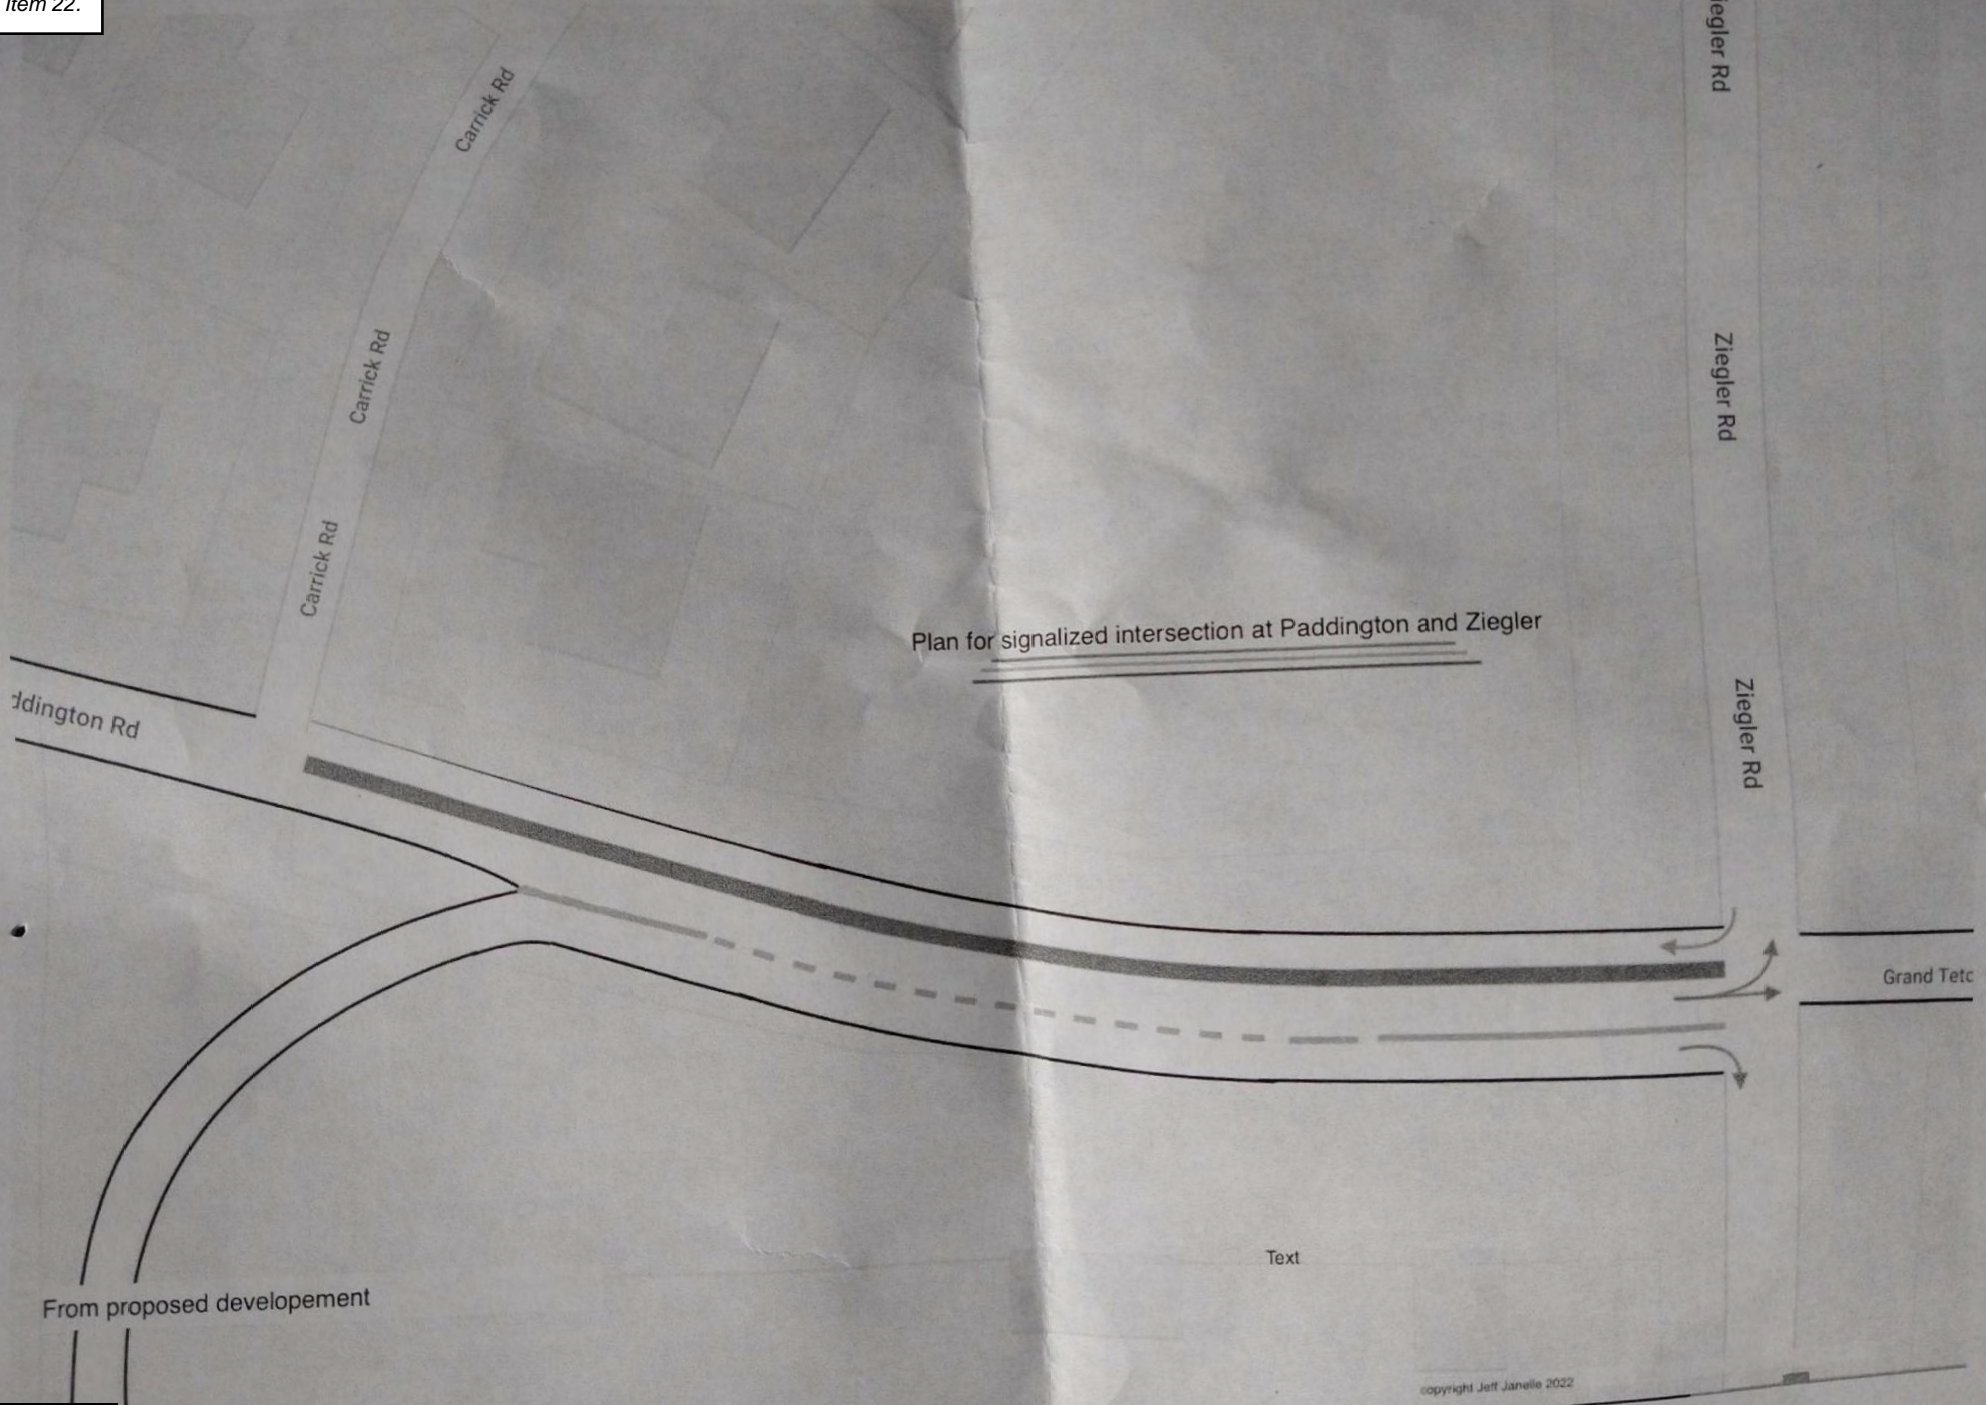 Item 22.
iegler Rd
Carrick Rd
Carrick Rd
Ziegler Rd
Carrick Rd
Plan for signalized intersection at Paddington and Ziegler
ddington Rd
Ziegler Rd
Grand Tetc
Text
From proposed developement
copyright Jeff Janelle 2022